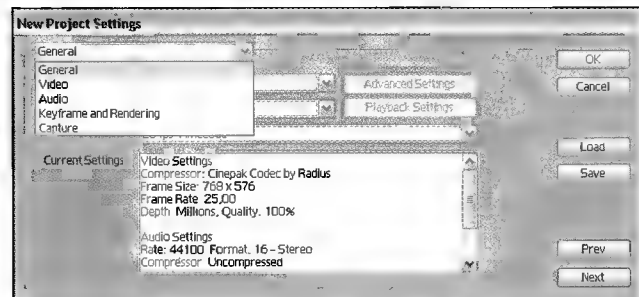 New Project Settings
General
OK
General
Video
Audio
Keyframe and Rendering
Capture
Advanced Settings
Playback Settings
Cancel
Load
Save
Current Settings
Video Settings
Compressor: Cinepak Codec by Radius
Frame Size: 768 x 576
Frame Rate 25,00
Depth Millions, Quality. 100%
Audio Settings
Rate: 44100 Format. 16 - Stereo
Compressor Uncompressed
Prev
Next